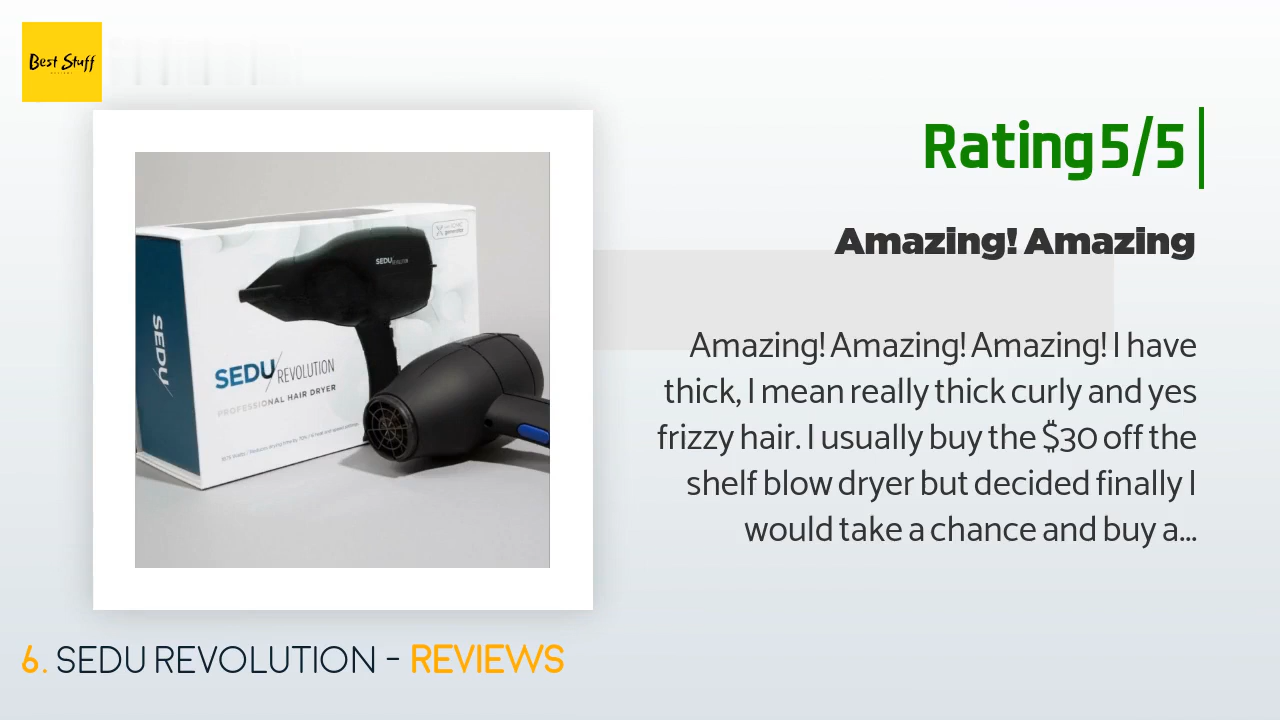 Best Stuff
Rating 5/5
Amazing! Amazing
Amazing! Amazing! Amazing! I have
thick, I mean really thick curly and yes
frizzy hair. I usually buy the $30 off the
shelf blow dryer but decided finally I
would take a chance and buy a...
SEDU
SEDU REVOLUTION
SEDU/REVOLUTION
PROFESSIONAL HAIR DRYER
6. SEDU REVOLUTION - REVIEWS